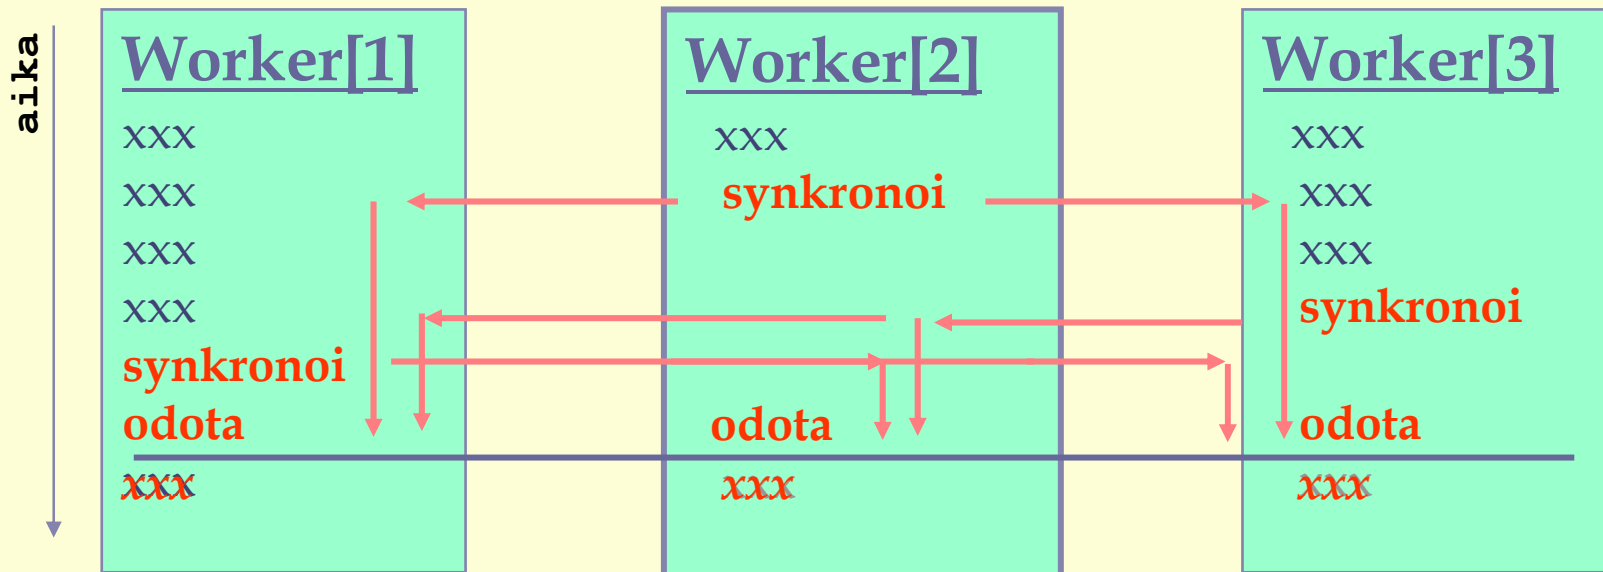 aika
Worker[1]
xxx
xxx
xxx
xxx
synkronoi
odota
xxx
Worker[2]
xxx
synkronoi
odota
xxx
Worker[3]
xxx
xxx
xxx
synkronoi
odota
xxx